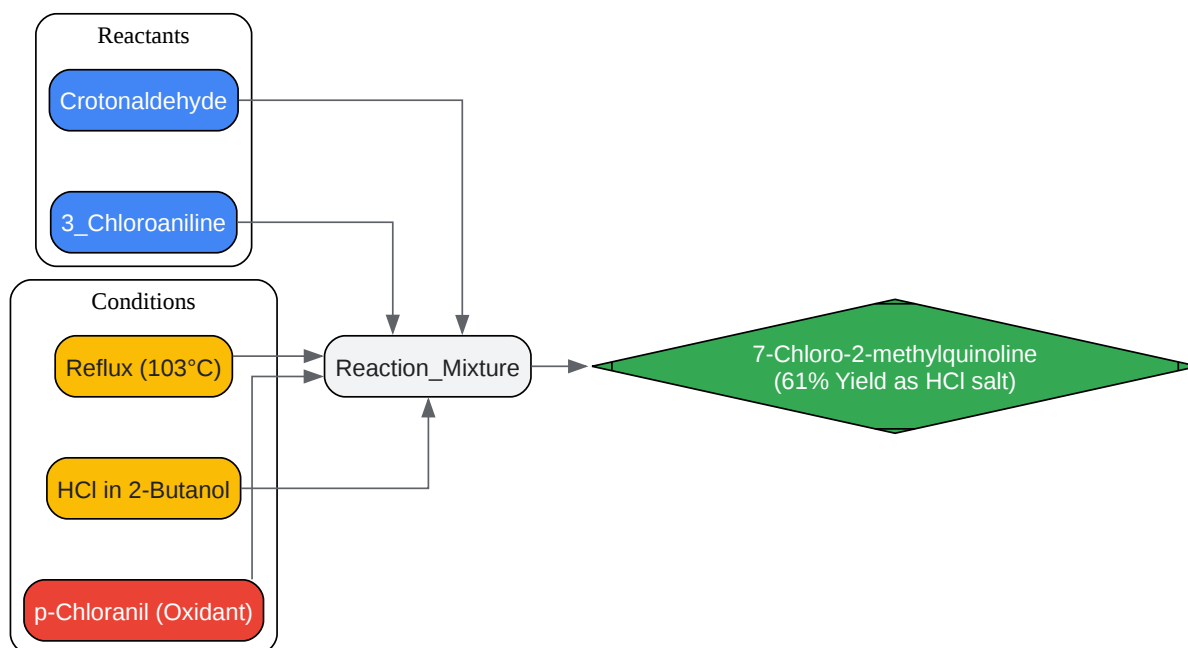 Reactants
Crotonaldehyde
3_Chloroaniline
Conditions
Reflux (103°C)
HCl in 2-Butanol
p-Chloranil (Oxidant)
Reaction_Mixture
7-Chloro-2-methylquinoline
(61% Yield as HCl salt)